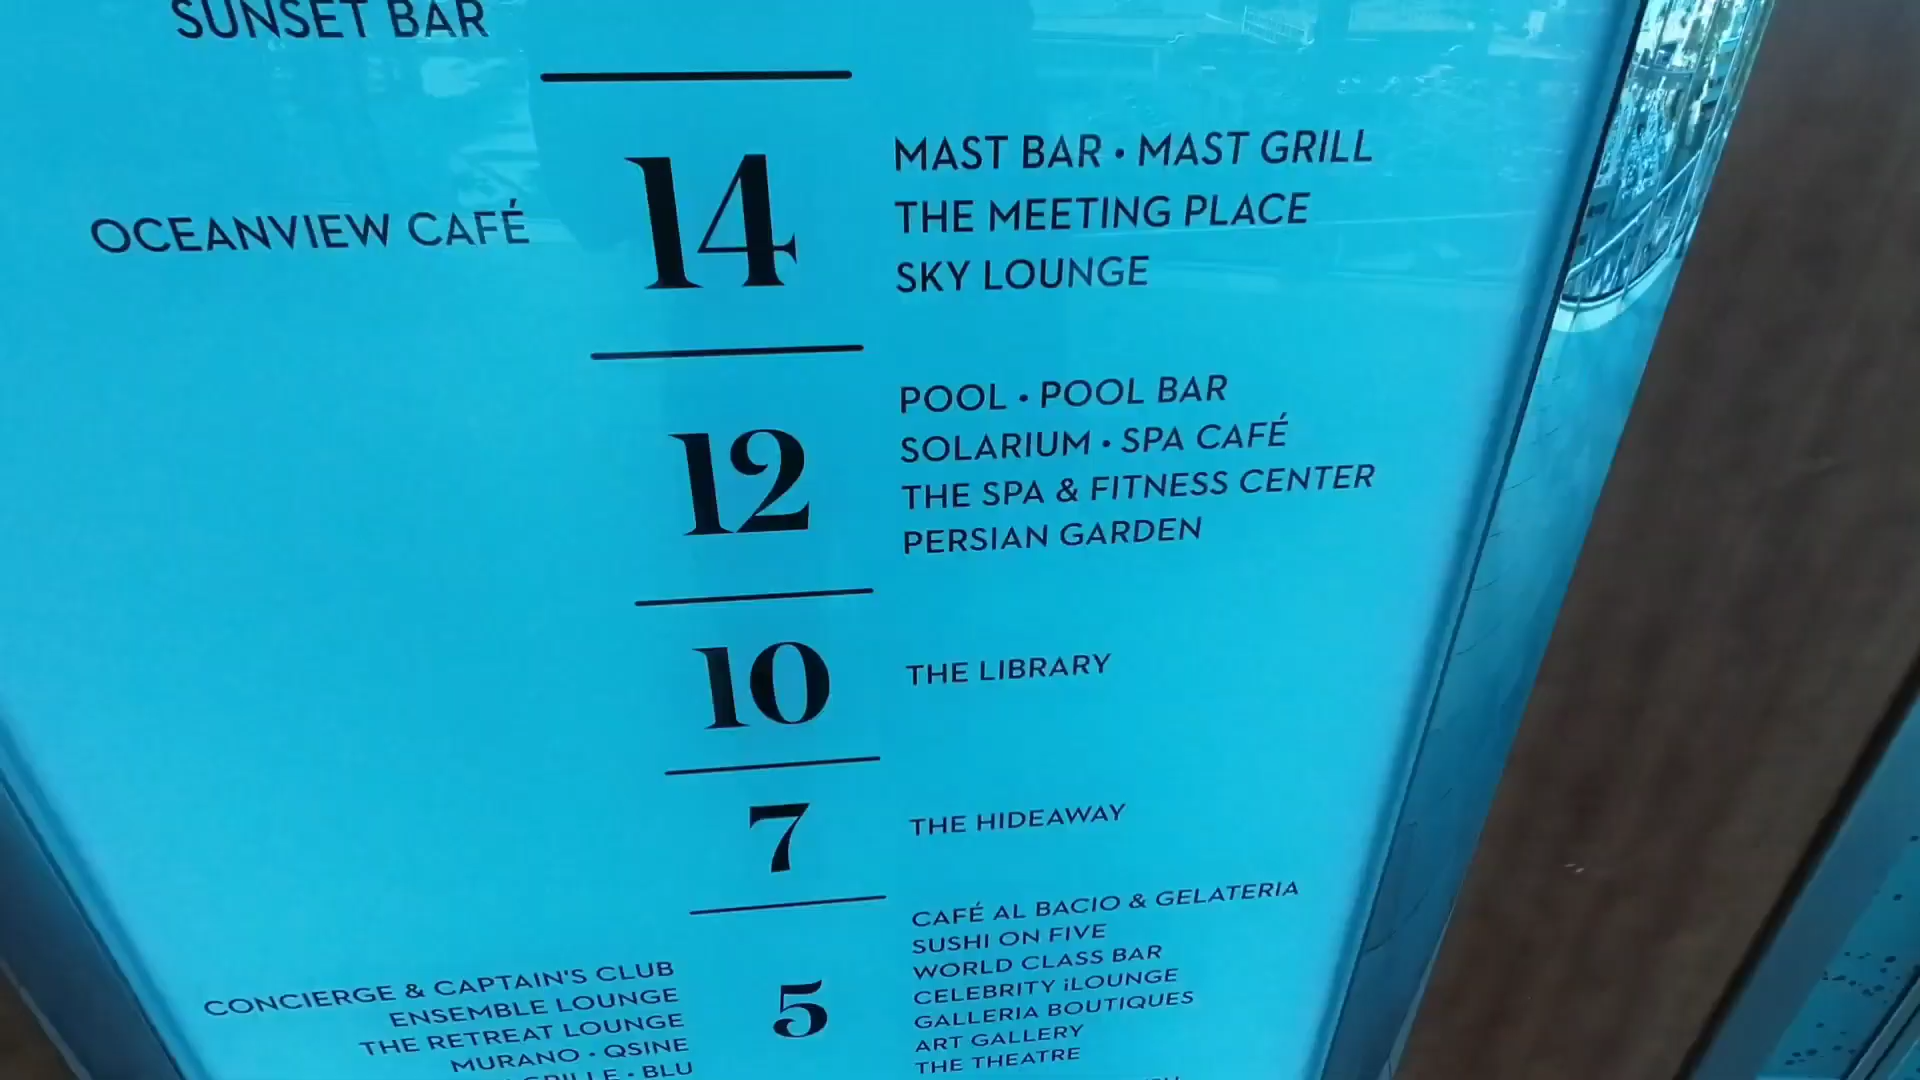 SUNSET BAR
OCEANVIEW CAFÉ
14
MAST BAR • MAST GRILL
THE MEETING PLACE
SKY LOUNGE
12
POOL • POOL BAR
SOLARIUM • SPA CAFÉ
THE SPA & FITNESS CENTER
PERSIAN GARDEN
10
THE LIBRARY
7
THE HIDEAWAY
CONCIERGE & CAPTAIN'S CLUB
ENSEMBLE LOUNGE
THE RETREAT LOUNGE
MURANO • QSINE
GRILLE • BLU
5
CAFÉ AL BACIO & GELATERIA
SUSHI ON FIVE
WORLD CLASS BAR
CELEBRITY iLOUNGE
GALLERIA BOUTIQUES
ART GALLERY
THE THEATRE